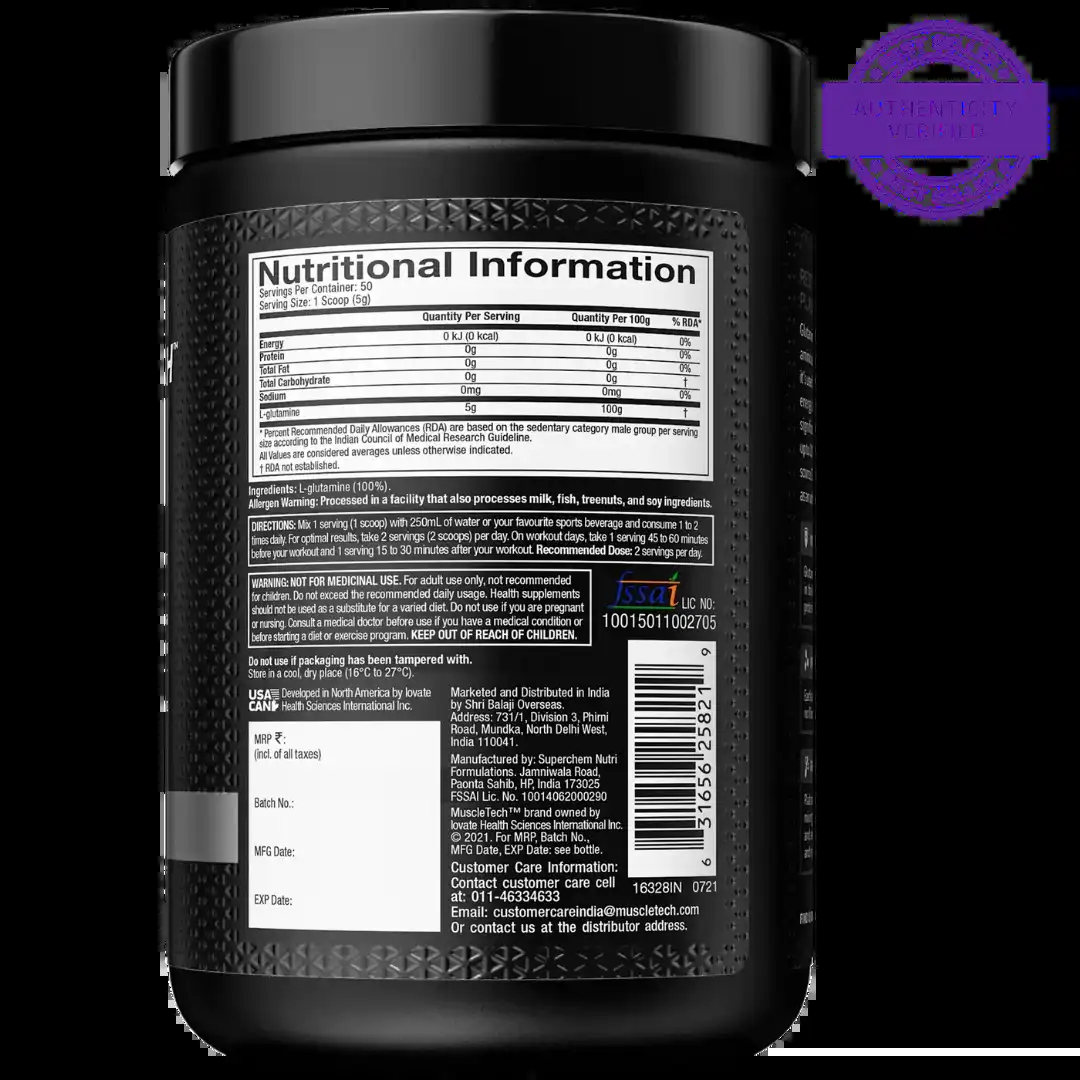 AUTHENTICITY
VERIFIED
Nutritional Information
Servings Per Container: 50
Serving Size: 1 Scoop (5g)
Quantity Per Serving Quantity Per 100g % RDA*
Energy 0 kJ (0 kcal) 0 kJ (0 kcal) 0%
Protein 0g 0g 0%
Total Fat 0g 0g 0%
Total Carbohydrate 0g 0g †
Sodium 0mg 0mg 0%
L-glutamine 5g 100g †
* Percent Recommended Daily Allowances (RDA) are based on the sedentary category male group per serving
size according to the Indian Council of Medical Research Guideline.
All Values are considered averages unless otherwise indicated.
† RDA not established.
Ingredients: L-glutamine (100%).
Allergen Warning: Processed in a facility that also processes milk, fish, treenuts, and soy ingredients.
DIRECTIONS: Mix 1 serving (1 scoop) with 250mL of water or your favourite sports beverage and consume 1 to 2
times daily. For optimal results, take 2 servings (2 scoops) per day. On workout days, take 1 serving 45 to 60 minutes
before your workout and 1 serving 15 to 30 minutes after your workout. Recommended Dose: 2 servings per day.
WARNING: NOT FOR MEDICINAL USE. For adult use only, not recommended
for children. Do not exceed the recommended daily usage. Health supplements
should not be used as a substitute for a varied diet. Do not use if you are pregnant
or nursing. Consult a medical doctor before use if you have a medical condition or
before starting a diet or exercise program. KEEP OUT OF REACH OF CHILDREN.
fssai LIC NO:
10015011002705
Do not use if packaging has been tampered with.
Store in a cool, dry place (16°C to 27°C).
USA Developed in North America by Iovate
CAN Health Sciences International Inc.
MRP ₹:
(incl. of all taxes)
Batch No.:
MFG Date:
EXP Date:
Marketed and Distributed in India
by Shri Balaji Overseas.
Address: 731/1, Division 3, Phirni
Road, Mundka, North Delhi West,
India 110041.
Manufactured by: Superchem Nutri
Formulations. Jamniwala Road,
Paonta Sahib, HP, India 173025
FSSAI Lic. No. 10014062000290
MuscleTech™ brand owned by
Iovate Health Sciences International Inc.
© 2021. For MRP, Batch No.,
MFG Date, EXP Date: see bottle.
Customer Care Information:
Contact customer care cell
at: 011-46334633
Email: customercareindia@muscletech.com
Or contact us at the distributor address.
6 31656 25821 9
16328IN 0721